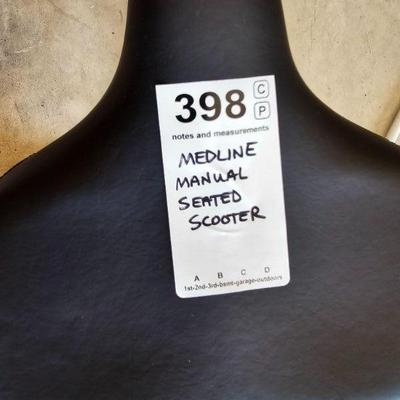 398 C
P
notes and measurements
MEDLINE
MANUAL
SEATED
SCOOTER
A B C D
1st-2nd-3rd-bsmt-garage-outdoors